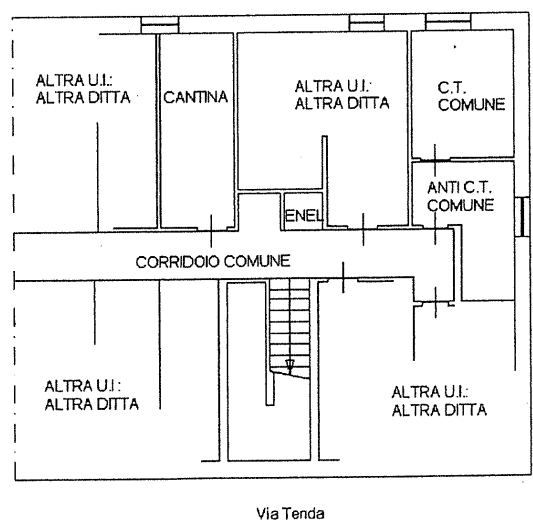 ALTRA U.I.:
ALTRA DITTA
CANTINA
ALTRA U.I.:
ALTRA DITTA
C.T.
COMUNE
ANTI C.T.
COMUNE
ENEL
CORRIDOIO COMUNE
ALTRA U.I.:
ALTRA DITTA
ALTRA U.I.:
ALTRA DITTA
Via Tenda